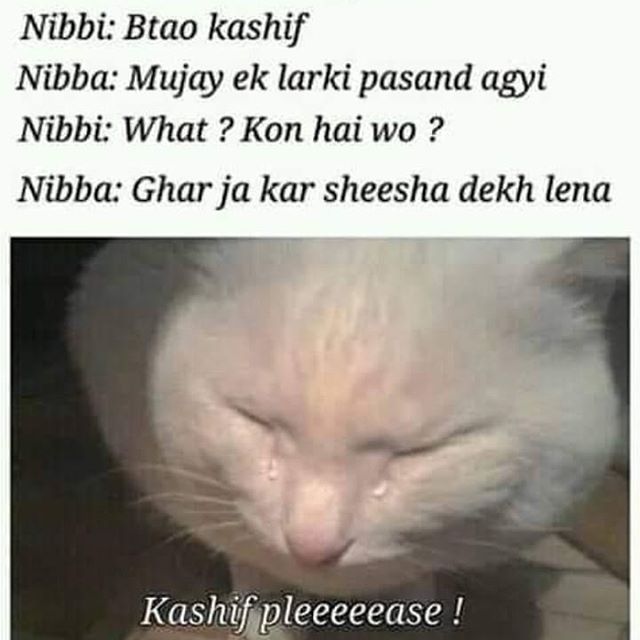 Nibbi: Btao kashif
Nibba: Mujay ek larki pasand agyi
Nibbi: What ? Kon hai wo ?
Nibba: Ghar ja kar sheesha dekh lena
Kashif pleeeeease !